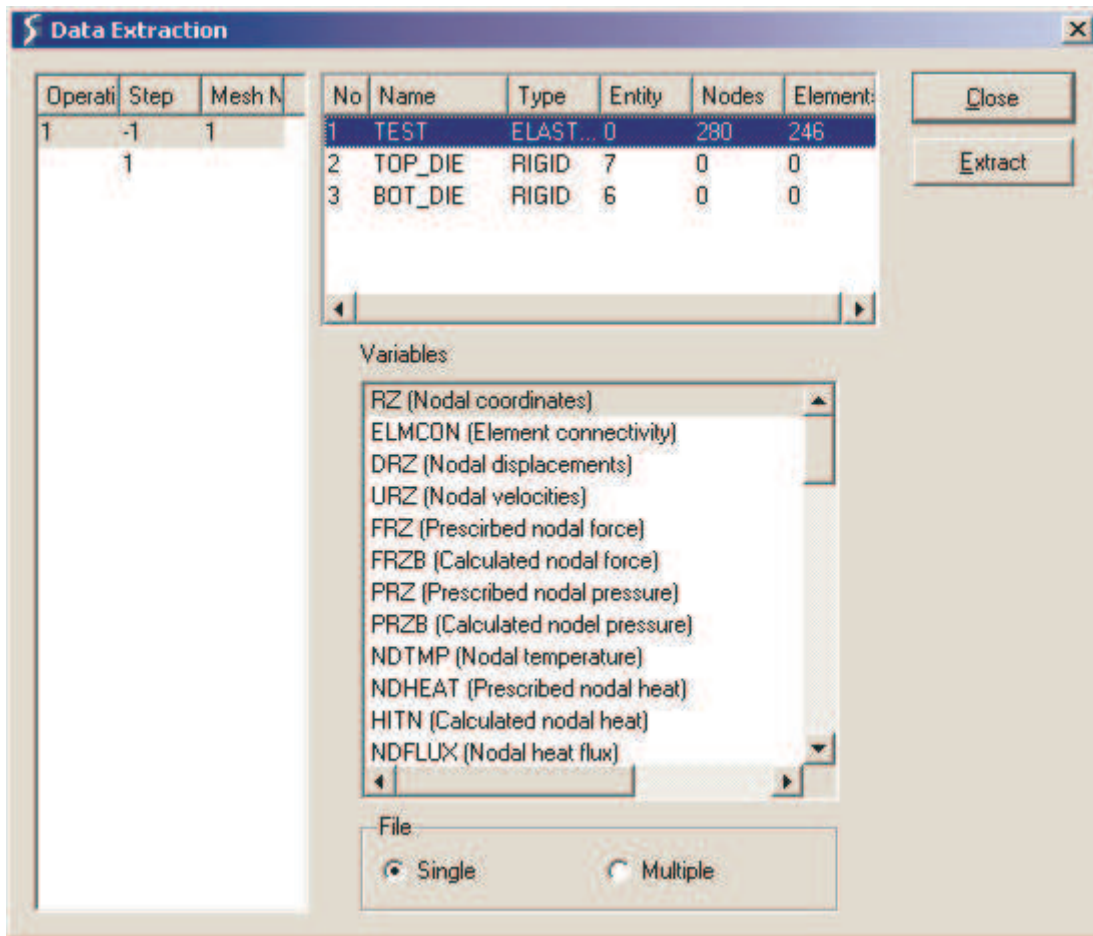 Data Extraction
Operati Step Mesh N
1 -1 1
1
No Name Type Entity Nodes Element:
1 TEST ELAST... 0 280 246
2 TOP_DIE RIGID 7 0 0
3 BOT_DIE RIGID 6 0 0
Close
Extract
Variables
RZ (Nodal coordinates)
ELMCON (Element connectivity)
DRZ (Nodal displacements)
URZ (Nodal velocities)
FRZ (Prescirbed nodal force)
FRZB (Calculated nodal force)
PRZ (Prescribed nodal pressure)
PRZB (Calculated nodel pressure)
NDTMP (Nodal temperature)
NDHEAT (Prescribed nodal heat)
HITN (Calculated nodal heat)
NDFLUX (Nodal heat flux)
File
Single Multiple